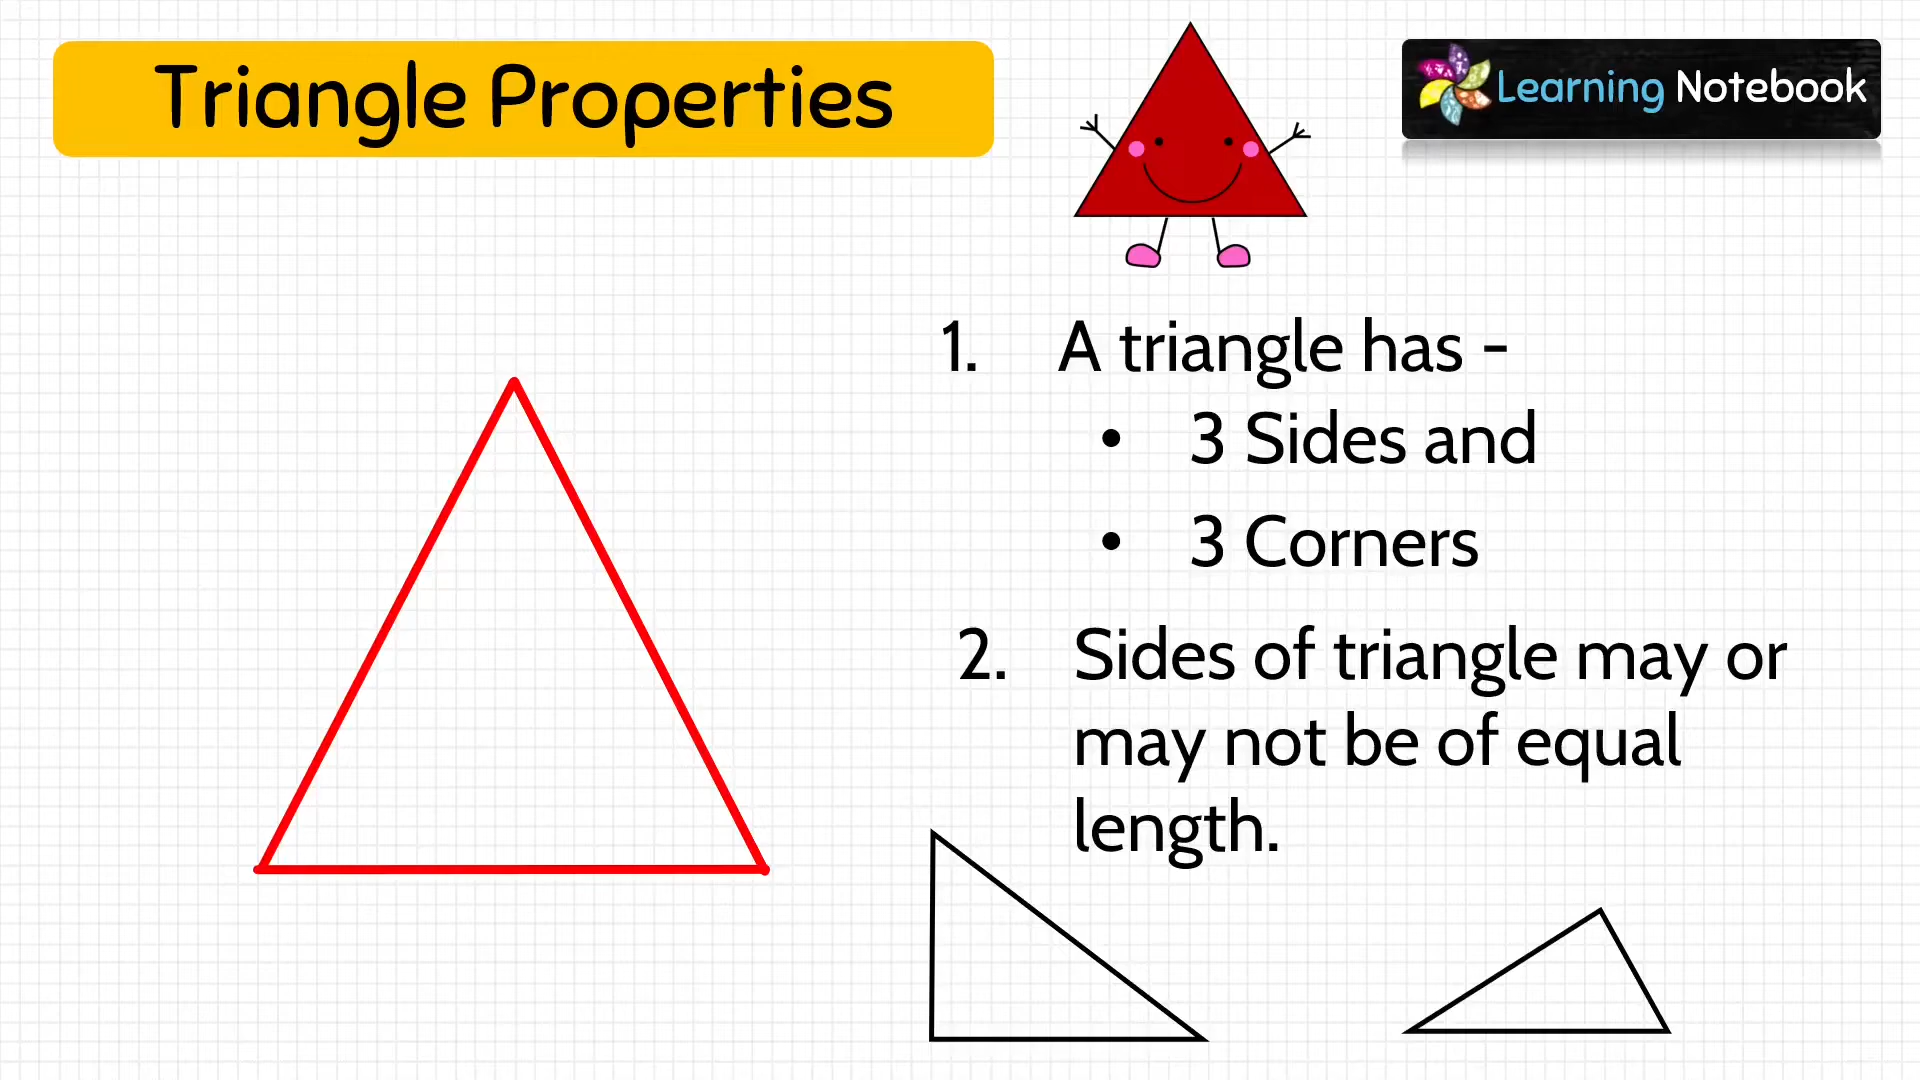 Triangle Properties
Learning Notebook
1. A triangle has -
• 3 Sides and
• 3 Corners
2. Sides of triangle may or
may not be of equal
length.